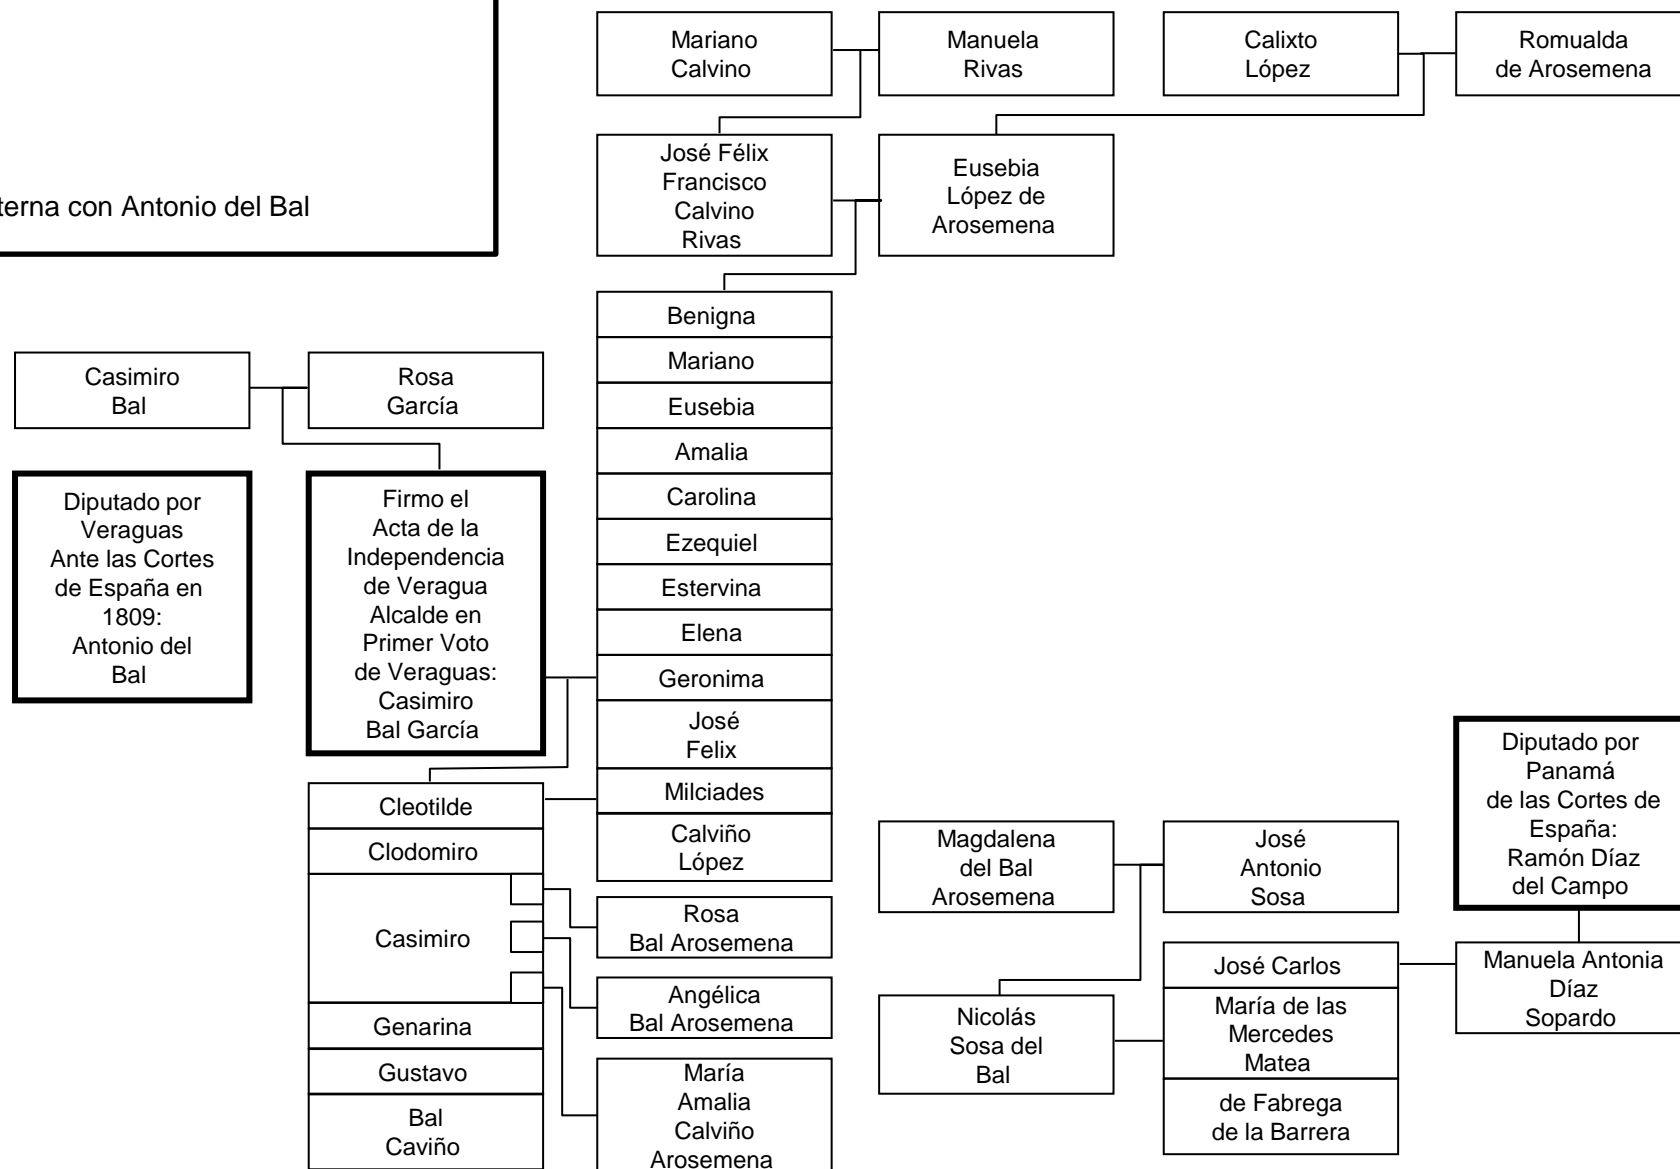 Mariano
Calvino
Manuela
Rivas
Calixto
López
Romualda
de Arosemena
José Félix
Francisco
Calvino
Rivas
Eusebia
López de
Arosemena
terna con Antonio del Bal
Benigna
Mariano
Eusebia
Amalia
Carolina
Ezequiel
Estervina
Elena
Geronima
José
Felix
Milciades
Calviño
López
Casimiro
Bal
Rosa
García
Diputado por
Veraguas
Ante las Cortes
de España en
1809:
Antonio del
Bal
Firmo el
Acta de la
Independencia
de Veragua
Alcalde en
Primer Voto
de Veraguas:
Casimiro
Bal García
Cleotilde
Clodomiro
Casimiro
Genarina
Gustavo
Bal
Caviño
Rosa
Bal Arosemena
Angélica
Bal Arosemena
María
Amalia
Calviño
Arosemena
Magdalena
del Bal
Arosemena
José
Antonio
Sosa
Diputado por
Panamá
de las Cortes de
España:
Ramón Díaz
del Campo
Nicolás
Sosa del
Bal
José Carlos
María de las
Mercedes
Matea
de Fabrega
de la Barrera
Manuela Antonia
Díaz
Sopardo